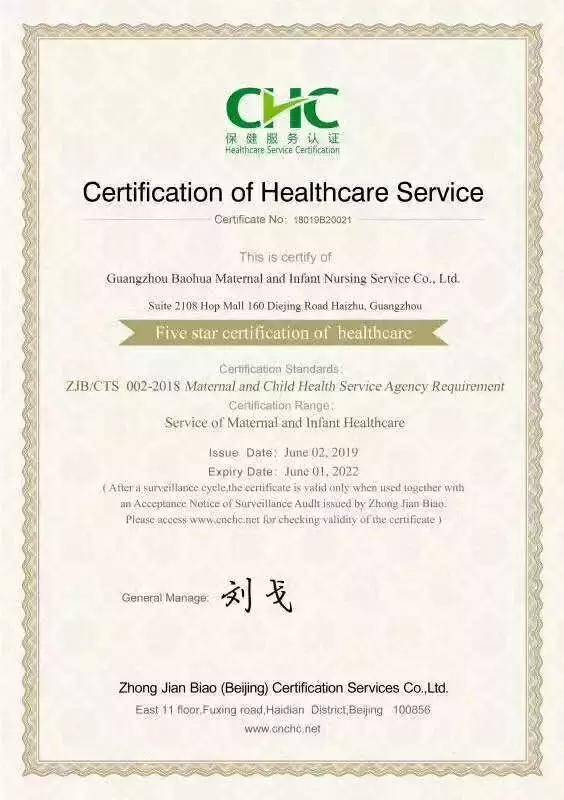 CHC
保健服务认证
Healthcare Service Certification
Certification of Healthcare Service
Certificate No: 18019B20021
This is certify of
Guangzhou Baohua Maternal and Infant Nursing Service Co., Ltd.
Suite 2108 Hop Mall 160 Diejing Road Haizhu, Guangzhou
Five star certification of healthcare
Certification Standards:
ZJB/CTS 002-2018 Maternal and Child Health Service Agency Requirement
Certification Range:
Service of Maternal and Infant Healthcare
Issue Date: June 02, 2019
Expiry Date: June 01, 2022
( After a surveillance cycle,the certificate is valid only when used together with
an Acceptance Notice of Surveillance Audlt issued by Zhong Jian Biao.
Please access www.cnchc.net for checking validity of the certificate )
General Manage: 刘戈
Zhong Jian Biao (Beijing) Certification Services Co.,Ltd.
East 11 floor,Fuxing road,Haidian District,Beijing 100856
www.cnchc.net